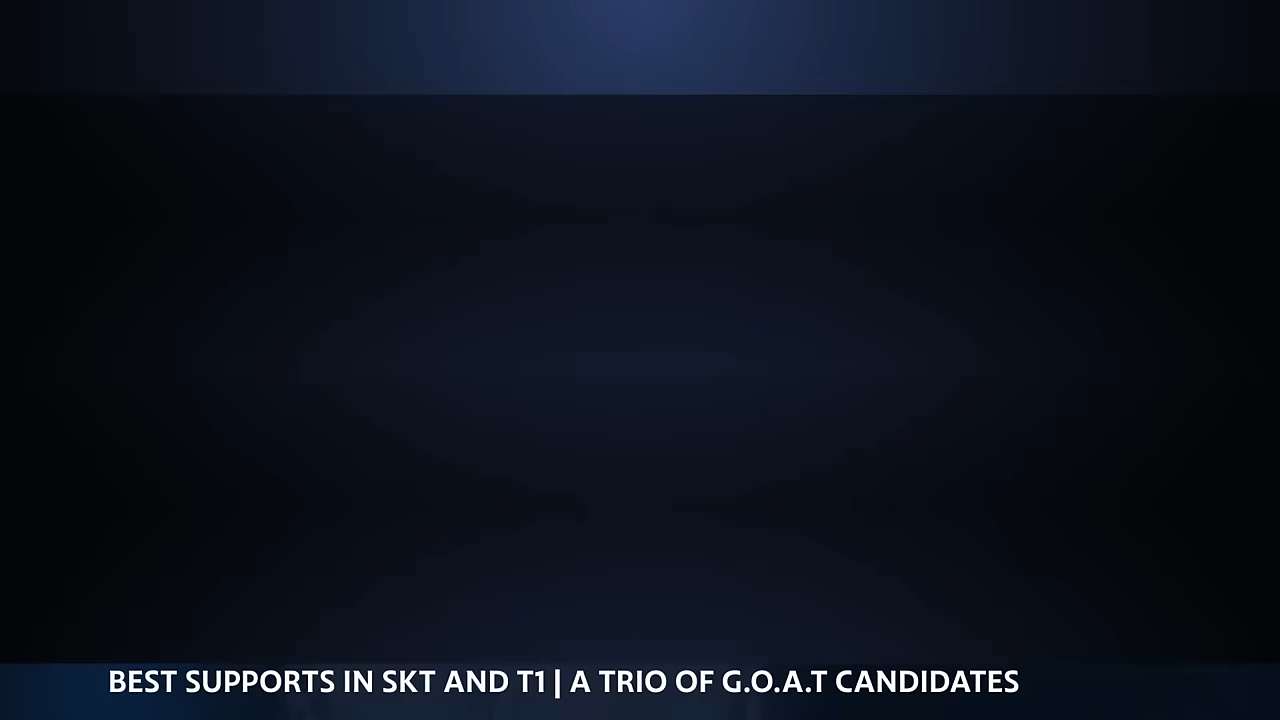 BEST SUPPORTS IN SKT AND T1 | A TRIO OF G.O.A.T CANDIDATES